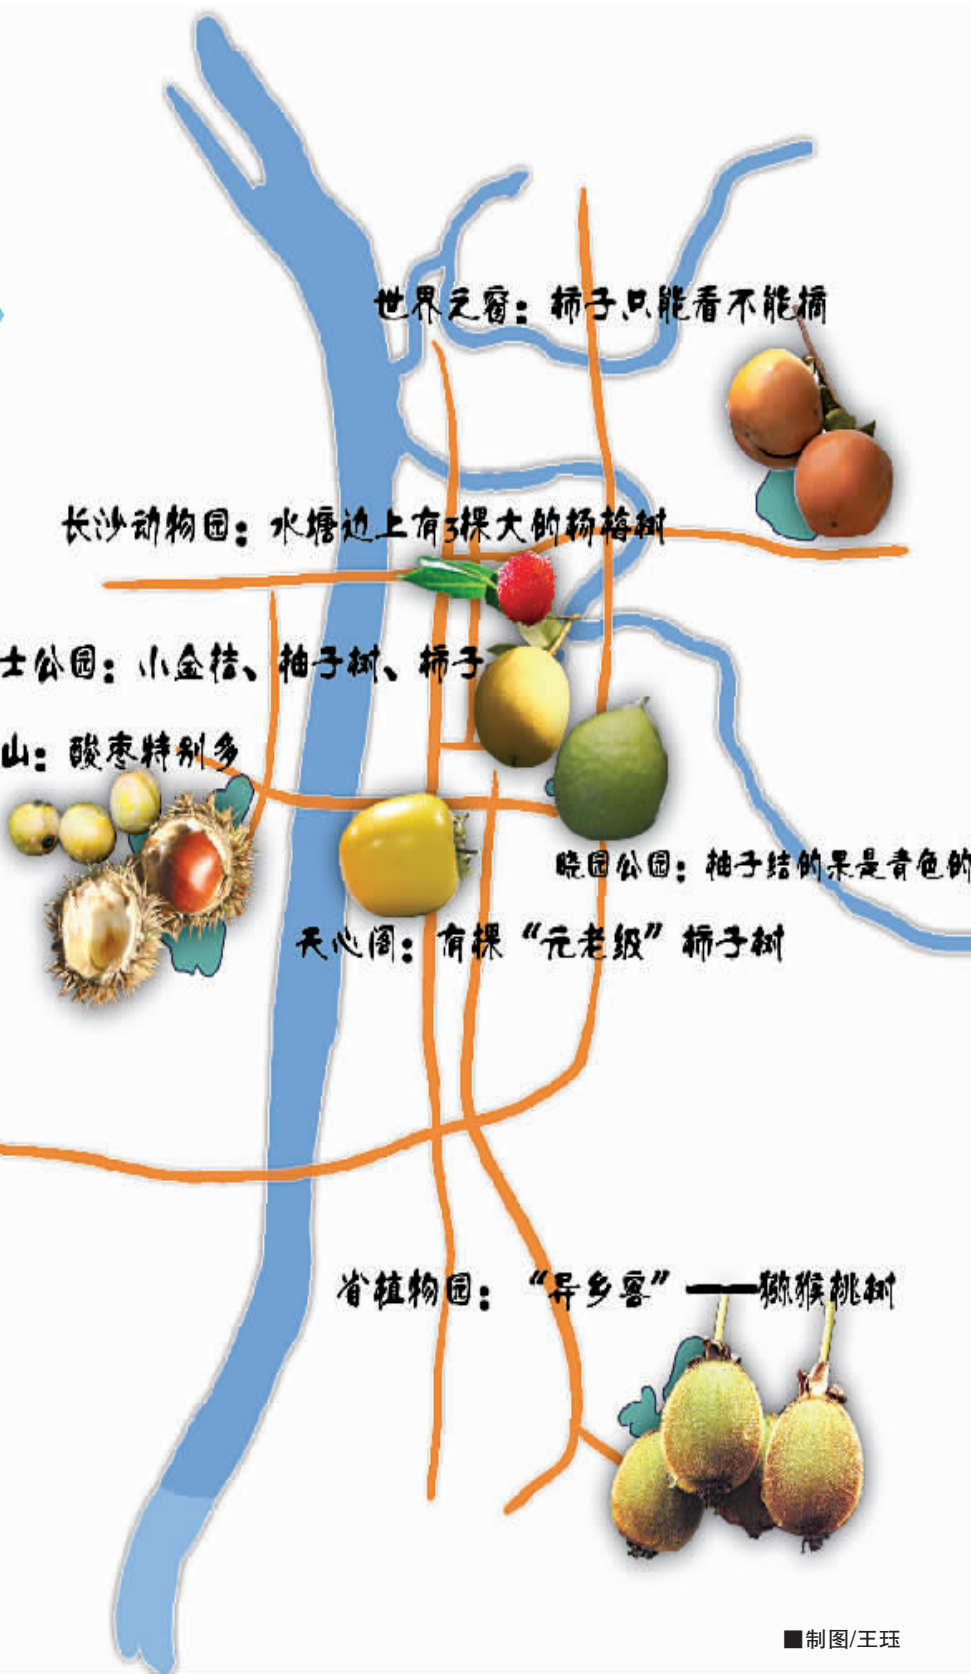 世界之窗：柿子只能看不能摘
长沙动物园：水塘边上有3棵大的杨梅树
士公园：小金桔、柚子树、柿子
山：酸枣特别多
晓园公园：柚子结的果是青色的
天心阁：有棵“元老级”柿子树
省植物园：“异乡客”——猕猴桃树
■制图/王珏